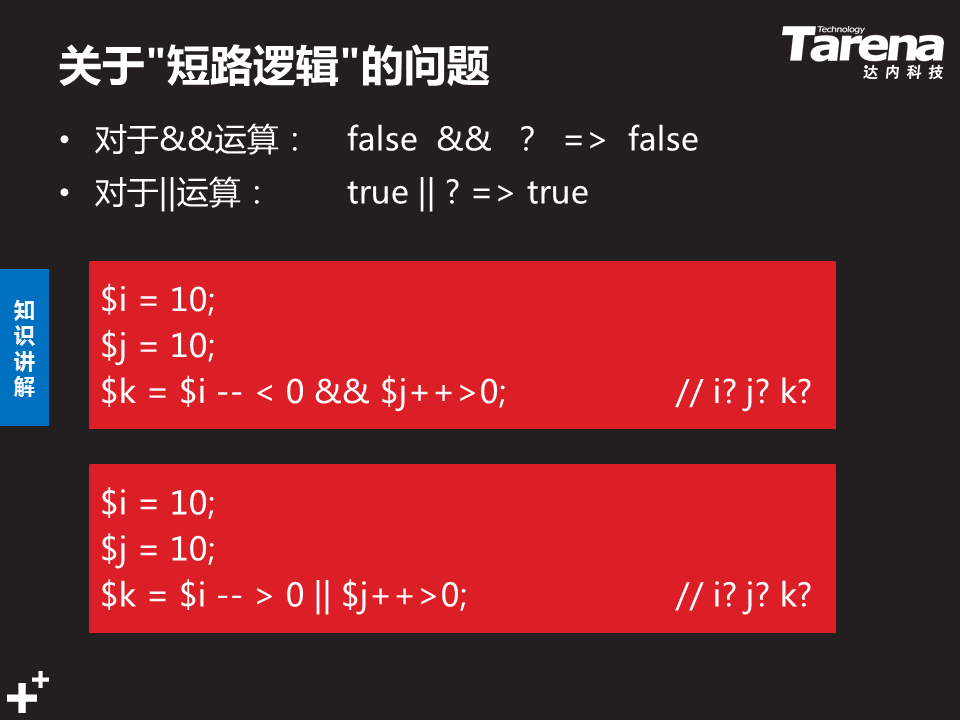 关于"短路逻辑"的问题
Technology
Tarena
达内科技
• 对于&&运算： false && ? => false
• 对于||运算： true || ? => true
知识讲解
$i = 10;
$j = 10;
$k = $i -- < 0 && $j++>0; // i? j? k?
$i = 10;
$j = 10;
$k = $i -- > 0 || $j++>0; // i? j? k?